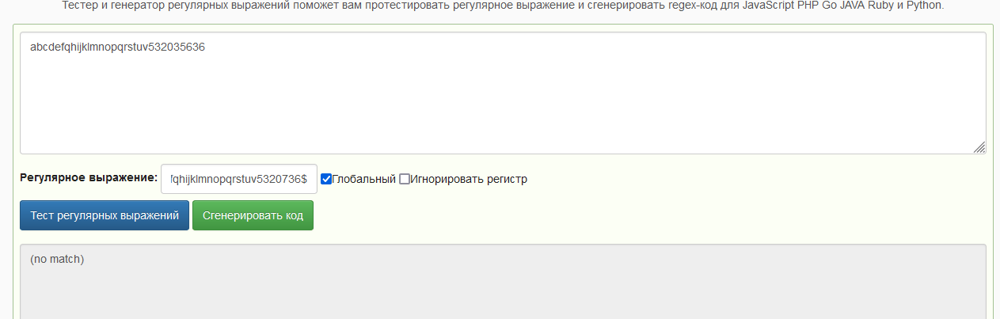 Тестер и генератор регулярных выражений поможет вам протестировать регулярное выражение и сгенерировать regex-код для JavaScript PHP Go JAVA Ruby и Python.
abcdefqhijklmnopqrstuv532035636
Регулярное выражение: fqhijklmnopqrstuv5320736$ Глобальный Игнорировать регистр
Тест регулярных выражений Сгенерировать код
(no match)